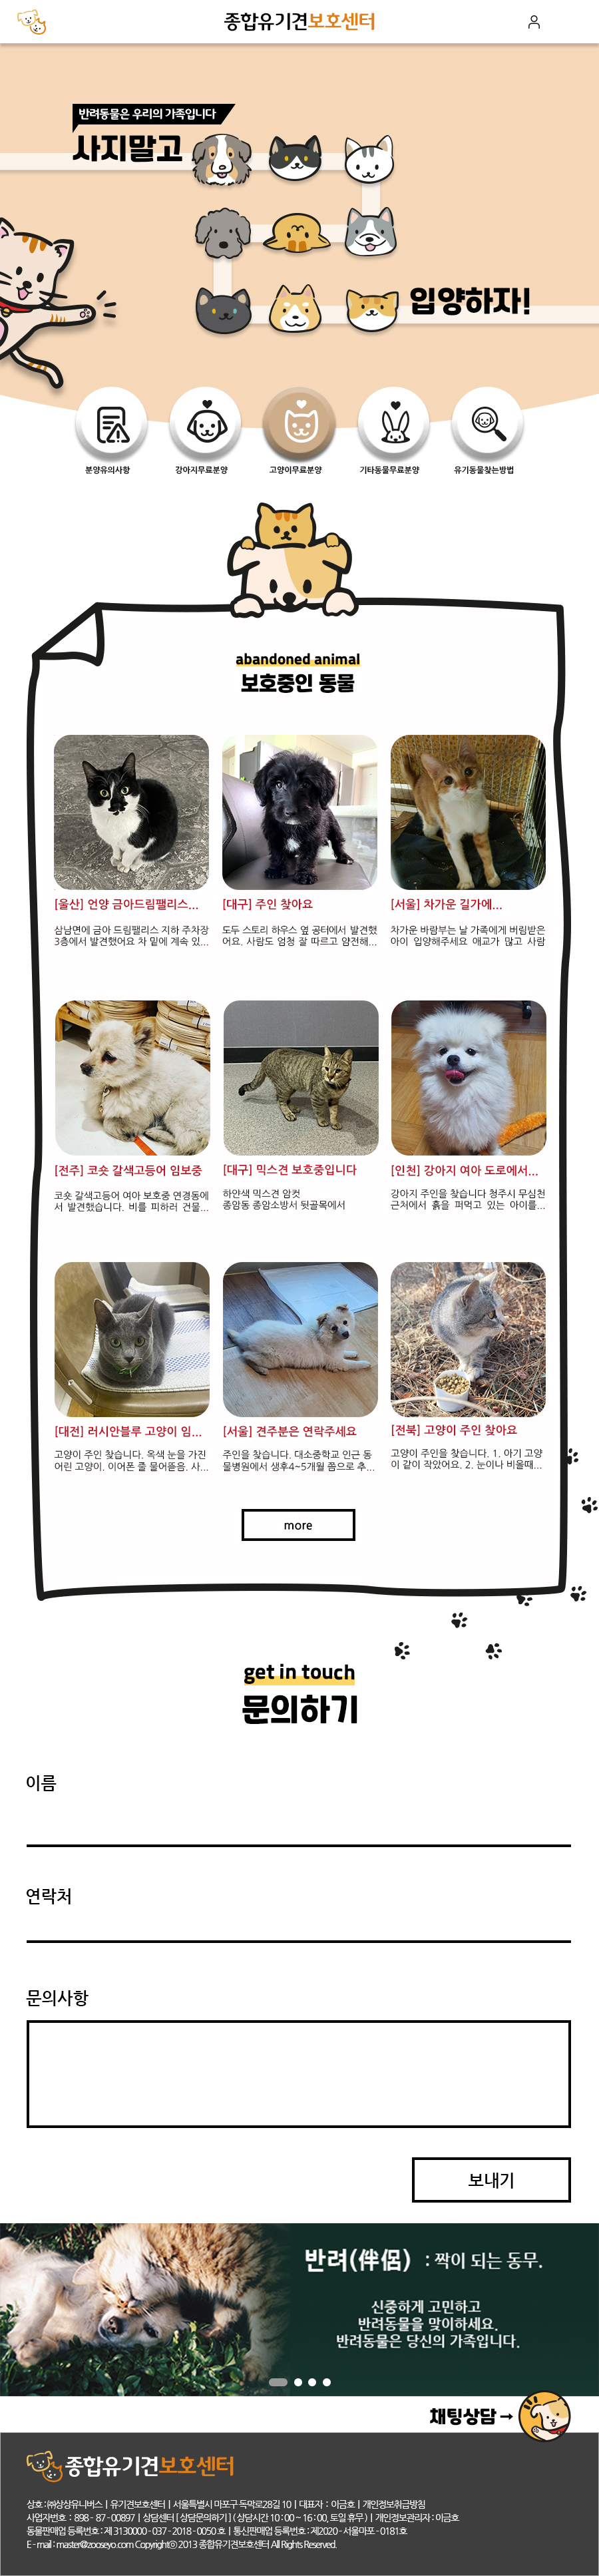 종합유기견보호센터
반려동물은 우리의 가족입니다
사지말고
입양하자!
분양유의사항
강아지무료분양
고양이무료분양
기타동물무료분양
유기동물찾는방법
abandoned animal
보호중인 동물
[울산] 언양 금아드림팰리스...
삼남면에 금아 드림팰리스 지하 주차장
3층에서 발견했어요 차 밑에 계속 있...
[대구] 주인 찾아요
도두 스토리 하우스 옆 공터에서 발견했
어요. 사람도 엄청 잘 따르고 얌전해...
[서울] 차가운 길가에...
차가운 바람부는 날 가족에게 버림받은
아이 입양해주세요 애교가 많고 사람
[전주] 코숏 갈색고등어 임보중
코숏 갈색고등어 여아 보호중 연경동에
서 발견했습니다. 비를 피하러 건물...
[대구] 믹스견 보호중입니다
하얀색 믹스견 암컷
종암동 종암소방서 뒷골목에서
[인천] 강아지 여아 도로에서...
강아지 주인을 찾습니다 청주시 무심천
근처에서 흙을 퍼먹고 있는 아이를...
[대전] 러시안블루 고양이 임...
고양이 주인 찾습니다. 옥색 눈을 가진
어린 고양이. 이어폰 줄 물어뜯음. 사...
[서울] 견주분은 연락주세요
주인을 찾습니다. 대소중학교 인근 동
물병원에서 생후4~5개월 쯤으로 추...
[전북] 고양이 주인 찾아요
고양이 주인을 찾습니다. 1. 아기 고양
이 같이 작았어요. 2. 눈이나 비올때...
more
get in touch
문의하기
이름
연락처
문의사항
보내기
반려(伴侶) : 짝이 되는 동무.
신중하게 고민하고
반려동물을 맞이하세요.
반려동물은 당신의 가족입니다.
채팅상담→
종합유기견보호센터
상호 : ㈜상상유니버스 | 유기견보호센터 | 서울특별시 마포구 독막로28길 10 | 대표자 : 이금호 | 개인정보취급방침
사업자번호 : 898 - 87 - 00897 | 상담센터 [ 상담문의하기 ] ( 상담시간 10 : 00 ~ 16 : 00, 토일 휴무 ) | 개인정보관리자 : 이금호
동물판매업 등록번호 : 제 3130000 - 037 - 2018 - 0050 호 | 통신판매업 등록번호 : 제2020 - 서울마포 - 0181호
E - mail : master@zooseyo.com Copyrightⓒ 2013 종합유기견보호센터 All Rights Reserved.